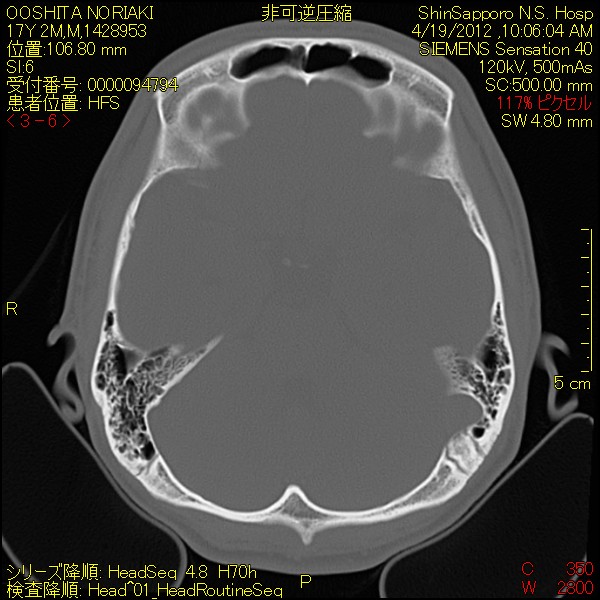 OOSHITA NORIAKI
17Y 2M,M,1428953
位置:106.80 mm
SI:6
受付番号: 0000094794
患者位置: HFS
<3-6>
非可逆圧縮
ShinSapporo N.S. Hosp
4/19/2012 ,10:06:04 AM
SIEMENS Sensation 40
120kV, 500mAs
SC:500.00 mm
117% ピクセル
SW 4.80 mm
R
5 cm
シリーズ降順: HeadSeq 4.8 H70h
検査降順: Head^01_HeadRoutineSeq
P
C 350
W 2800